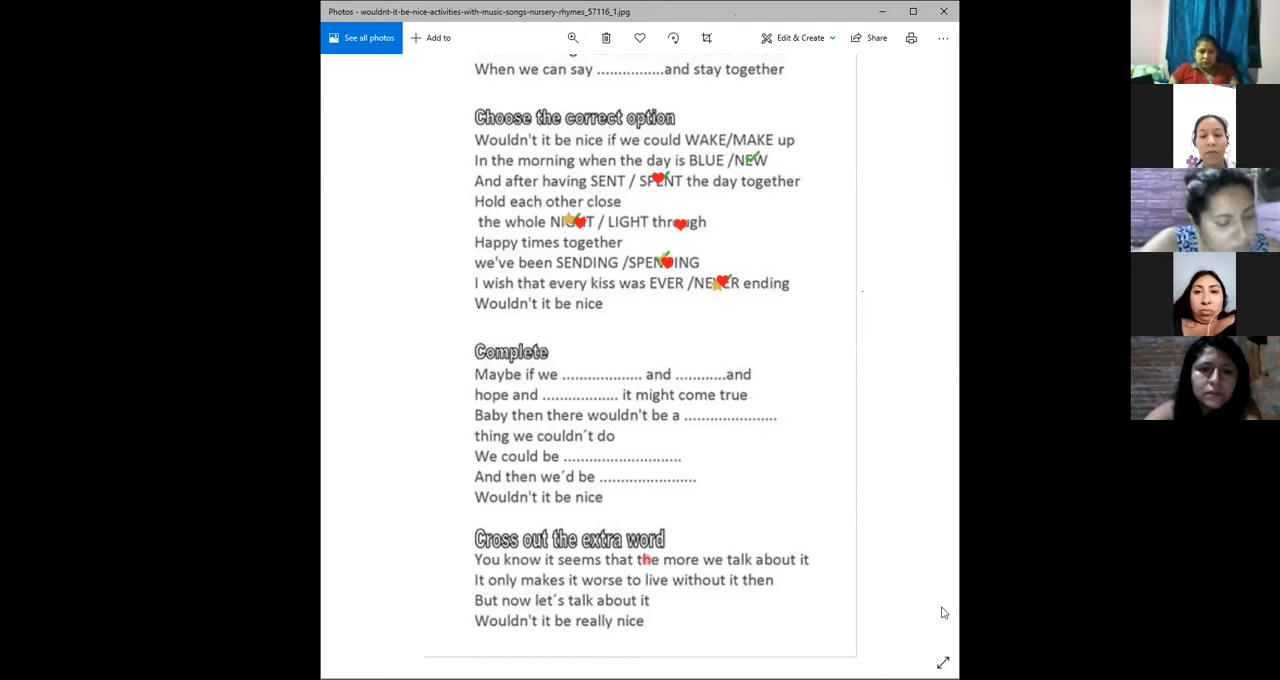 Photos - wouldnt-it-be-nice-activities-with-music-songs-nursery-rhymes_57116_1.jpg
See all photos
Add to
Edit & Create
Share
When we can say ................and stay together
Choose the correct option
Wouldn't it be nice if we could WAKE/MAKE up
In the morning when the day is BLUE /NEW
And after having SENT / SPENT the day together
Hold each other close
the whole NIGHT / LIGHT through
Happy times together
we've been SENDING /SPENDING
I wish that every kiss was EVER /NEVER ending
Wouldn't it be nice
Complete
Maybe if we ................... and ............and
hope and .................. it might come true
Baby then there wouldn't be a ......................
thing we couldn´t do
We could be ............................
And then we´d be .......................
Wouldn't it be nice
Cross out the extra word
You know it seems that the more we talk about it
It only makes it worse to live without it then
But now let´s talk about it
Wouldn't it be really nice